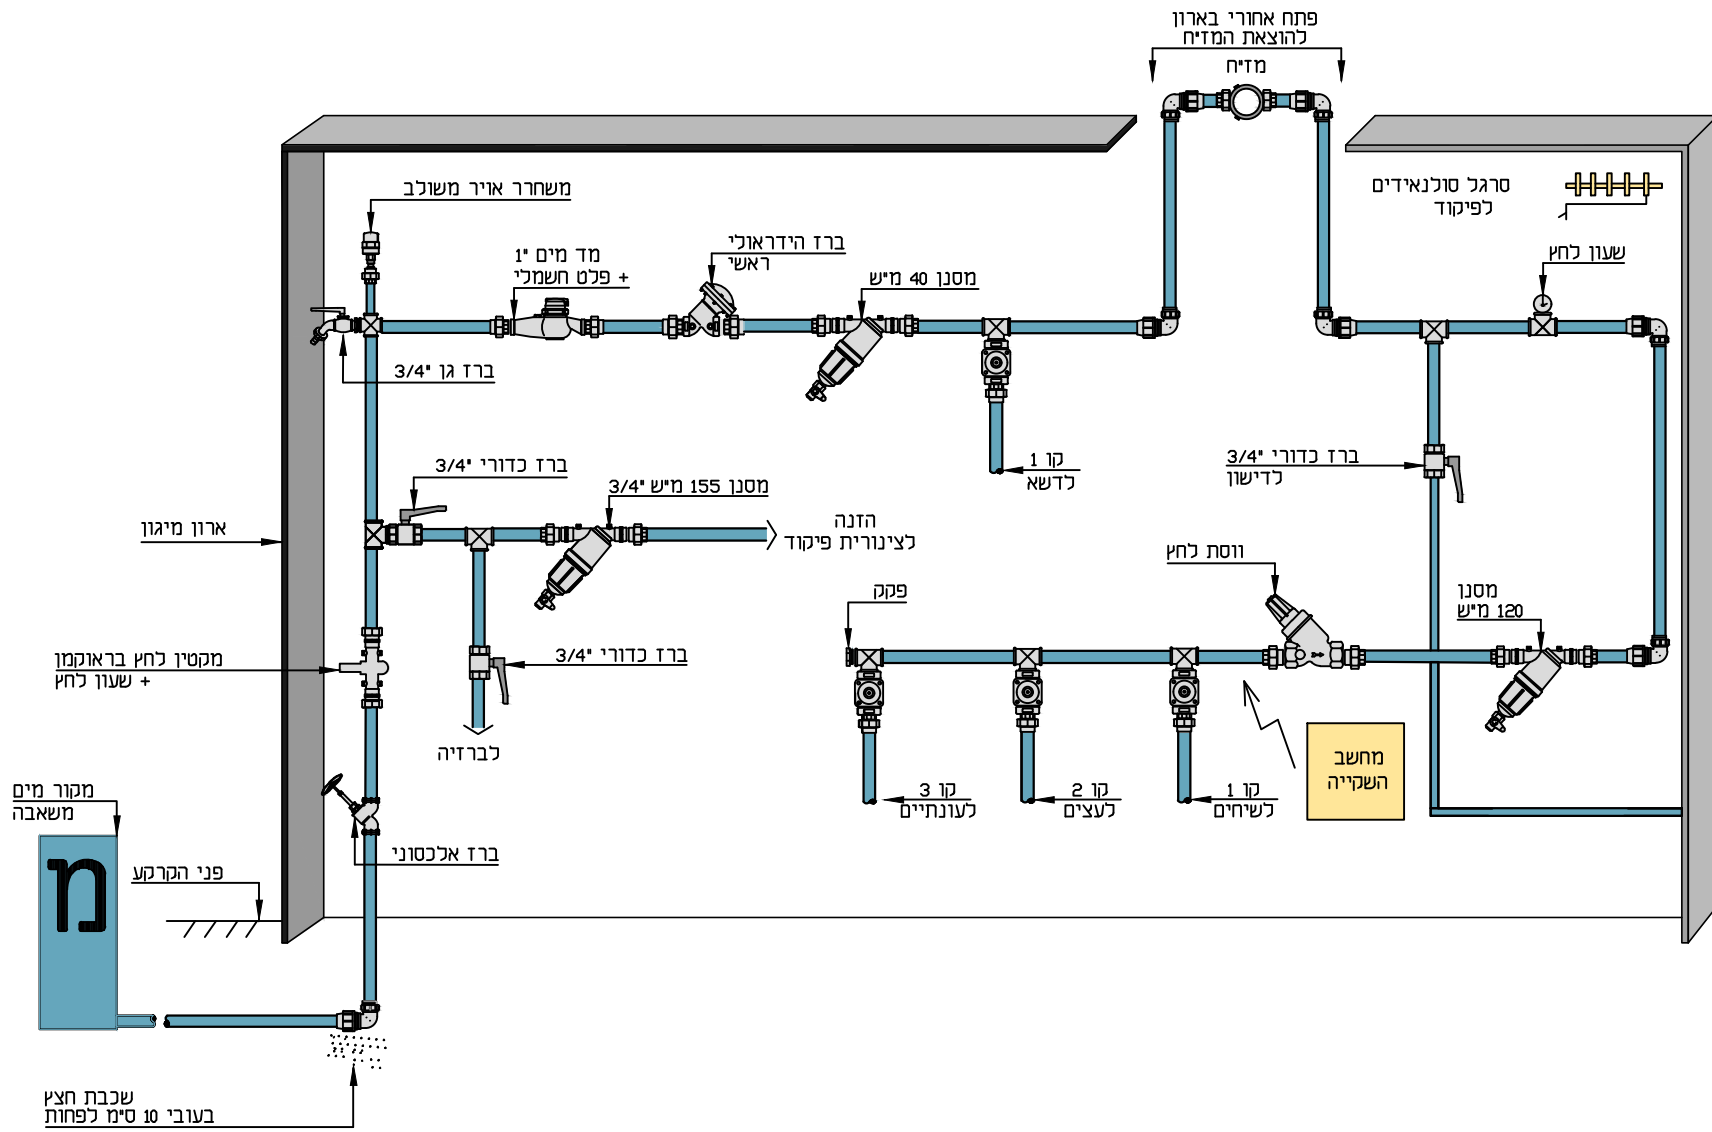 פתח אחורי בארון
להוצאת המז"ח
מז"ח
סרגל סולנאידים
לפיקוד
שעון לחץ
משחרר אויר משולב
מד מים "1
+ פלט חשמלי
ברז הידראולי
ראשי
מסנן 40 מ"ש
ברז גן "3/4
קו 1
לדשא
ברז כדורי "3/4
לדישון
ברז כדורי "3/4
מסנן 155 מ"ש "3/4
הזנה
לצינורית פיקוד
ארון מיגון
ווסת לחץ
פקק
מסנן
120 מ"ש
מקטין לחץ בראוקמן
+ שעון לחץ
ברז כדורי "3/4
לברזיה
מחשב
השקייה
קו 1
לשיחים
קו 2
לעצים
קו 3
לעונתיים
מקור מים
משאבה
מ
ברז אלכסוני
פני הקרקע
שכבת חצץ
בעובי 10 ס"מ לפחות